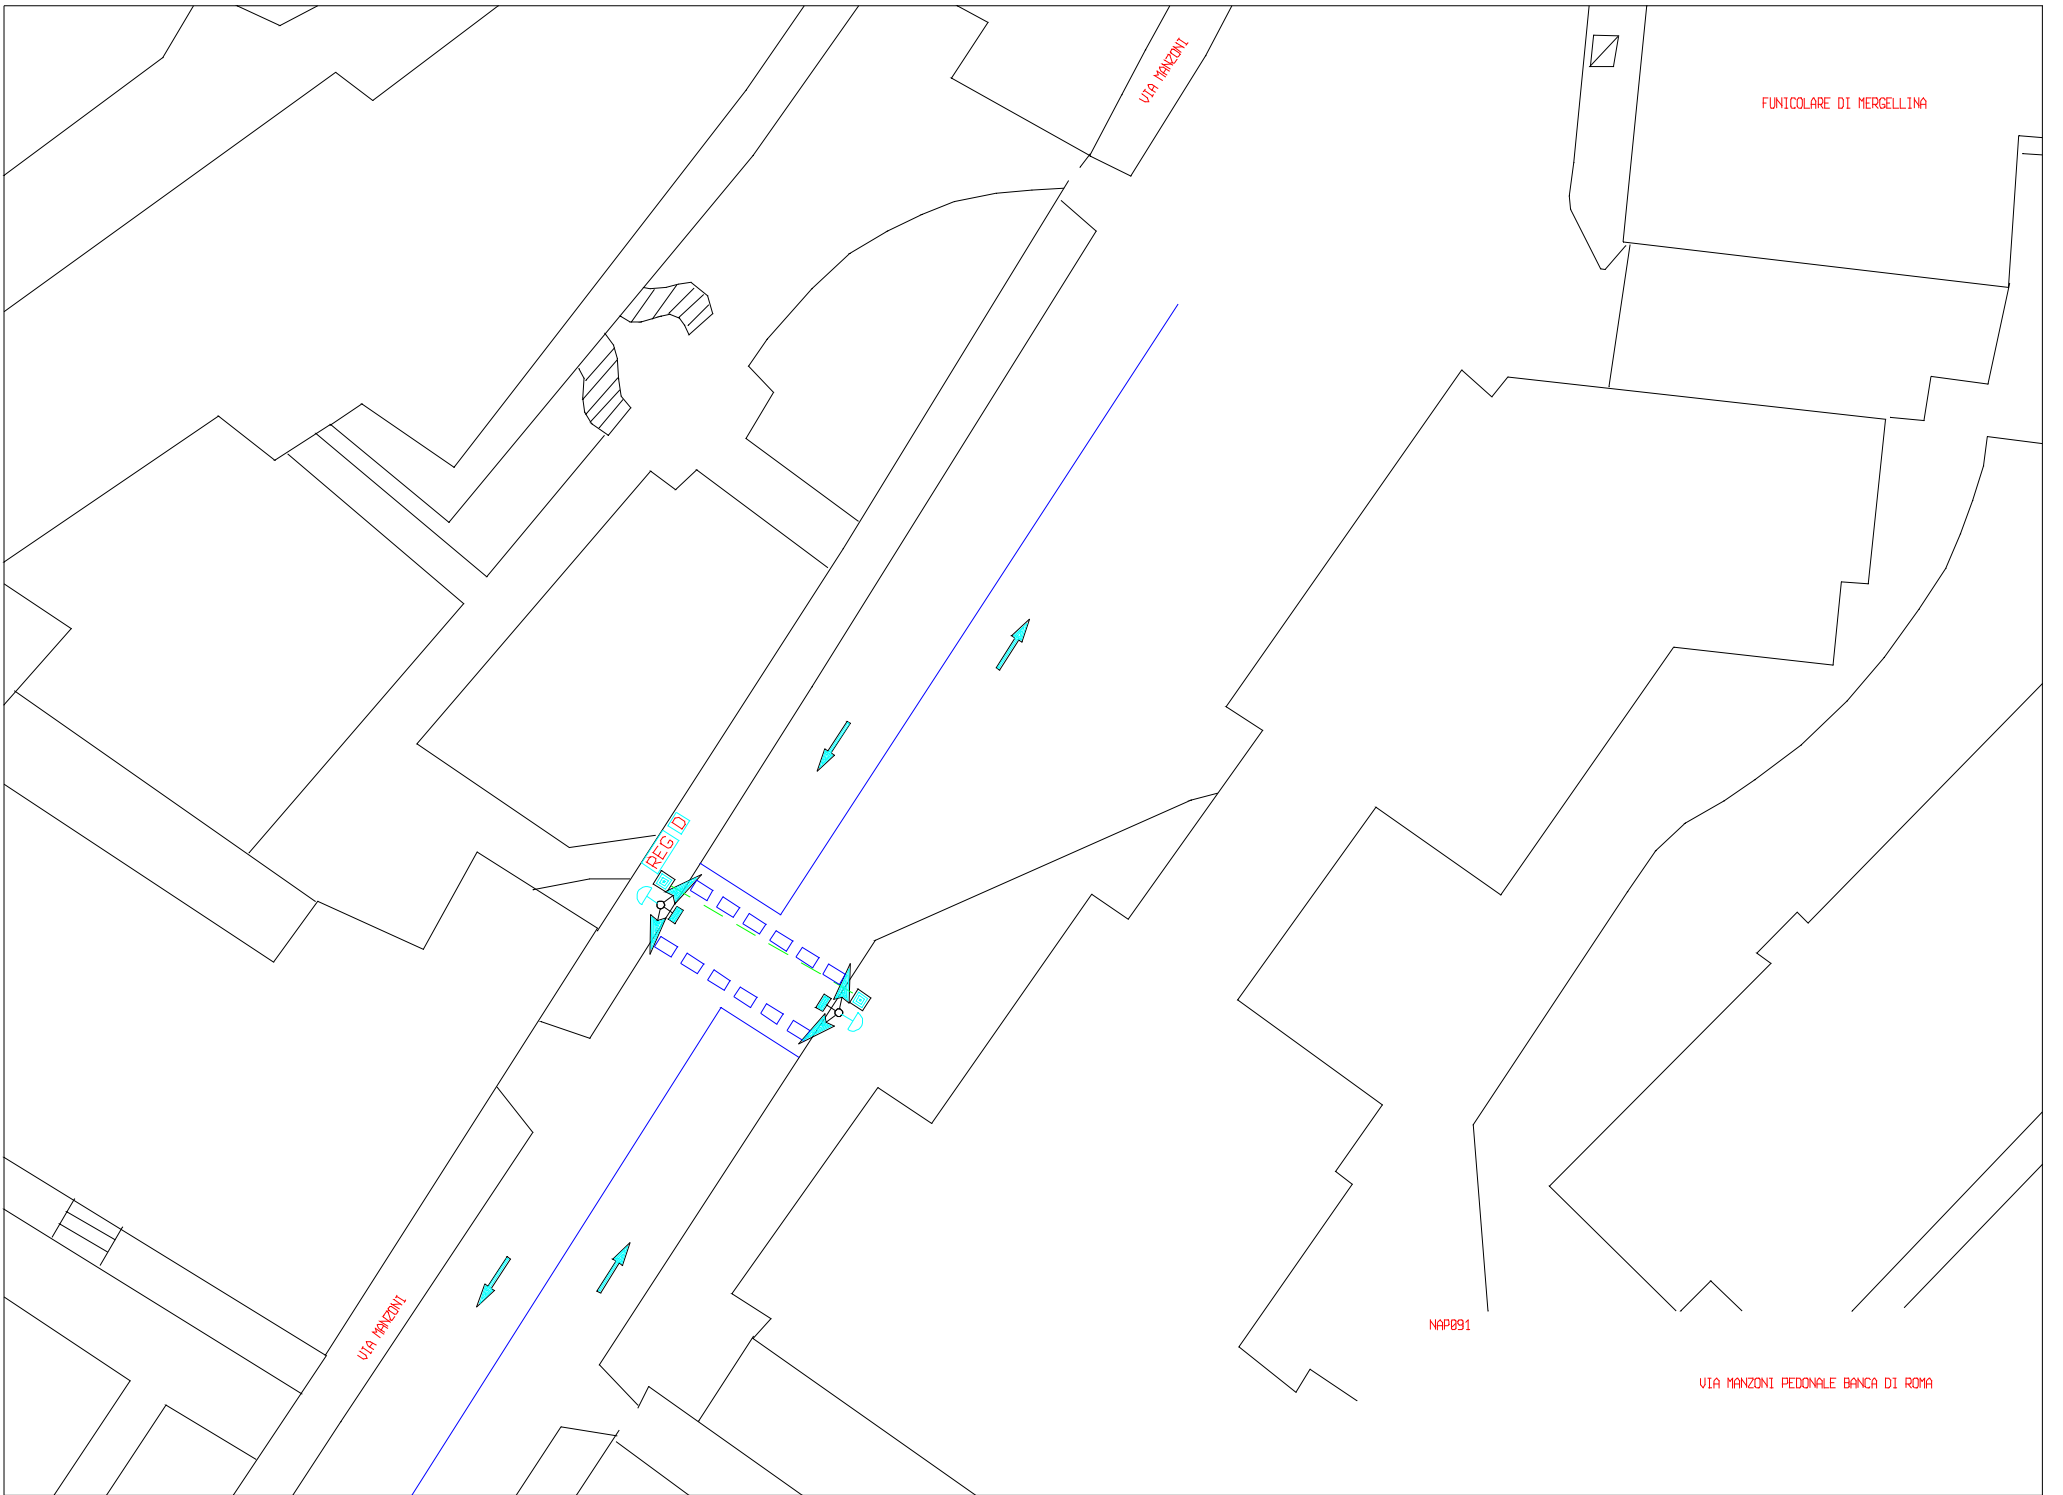 VIA MANZONI
FUNICOLARE DI MERGELLINA
REG D
VIA MANZONI
NAP091
VIA MANZONI PEDONALE BANCA DI ROMA